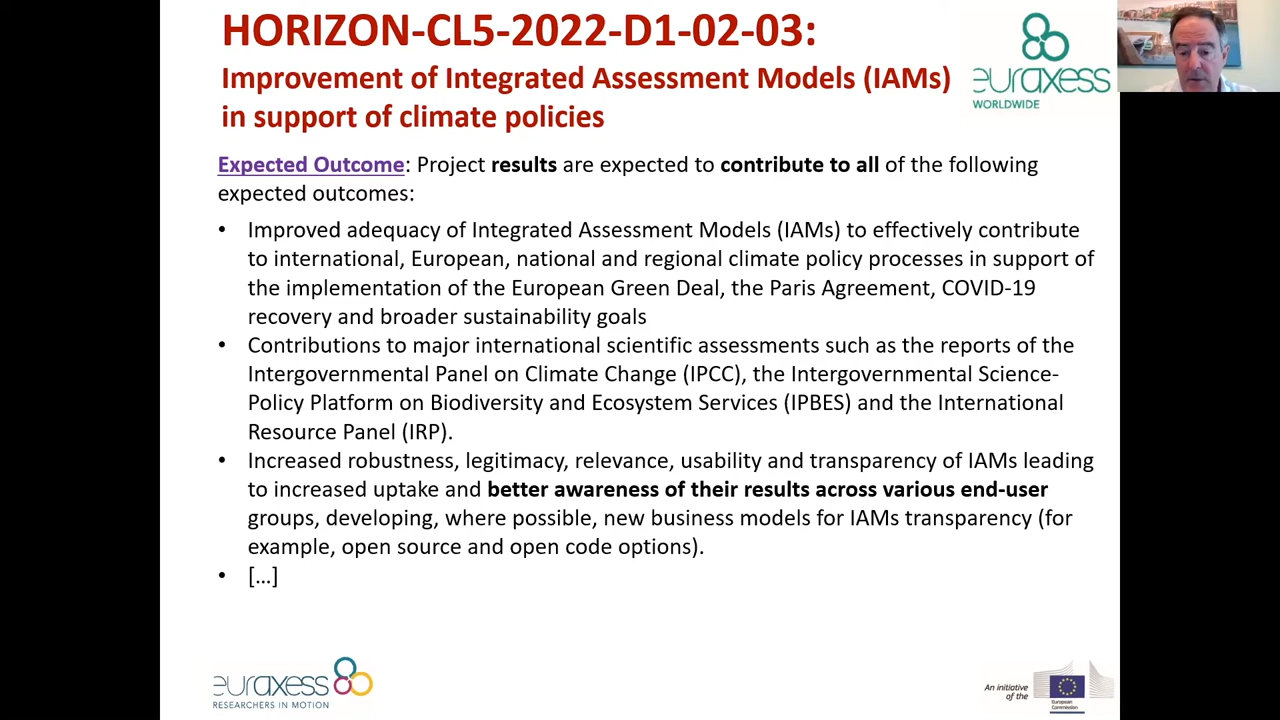 HORIZON-CL5-2022-D1-02-03:
Improvement of Integrated Assessment Models (IAMs)
in support of climate policies
euraxess
WORLDWIDE
Expected Outcome: Project results are expected to contribute to all of the following
expected outcomes:
• Improved adequacy of Integrated Assessment Models (IAMs) to effectively contribute
to international, European, national and regional climate policy processes in support of
the implementation of the European Green Deal, the Paris Agreement, COVID-19
recovery and broader sustainability goals
• Contributions to major international scientific assessments such as the reports of the
Intergovernmental Panel on Climate Change (IPCC), the Intergovernmental Science-
Policy Platform on Biodiversity and Ecosystem Services (IPBES) and the International
Resource Panel (IRP).
• Increased robustness, legitimacy, relevance, usability and transparency of IAMs leading
to increased uptake and better awareness of their results across various end-user
groups, developing, where possible, new business models for IAMs transparency (for
example, open source and open code options).
• […]
euraxess
RESEARCHERS IN MOTION
An initiative
of the
European
Commission